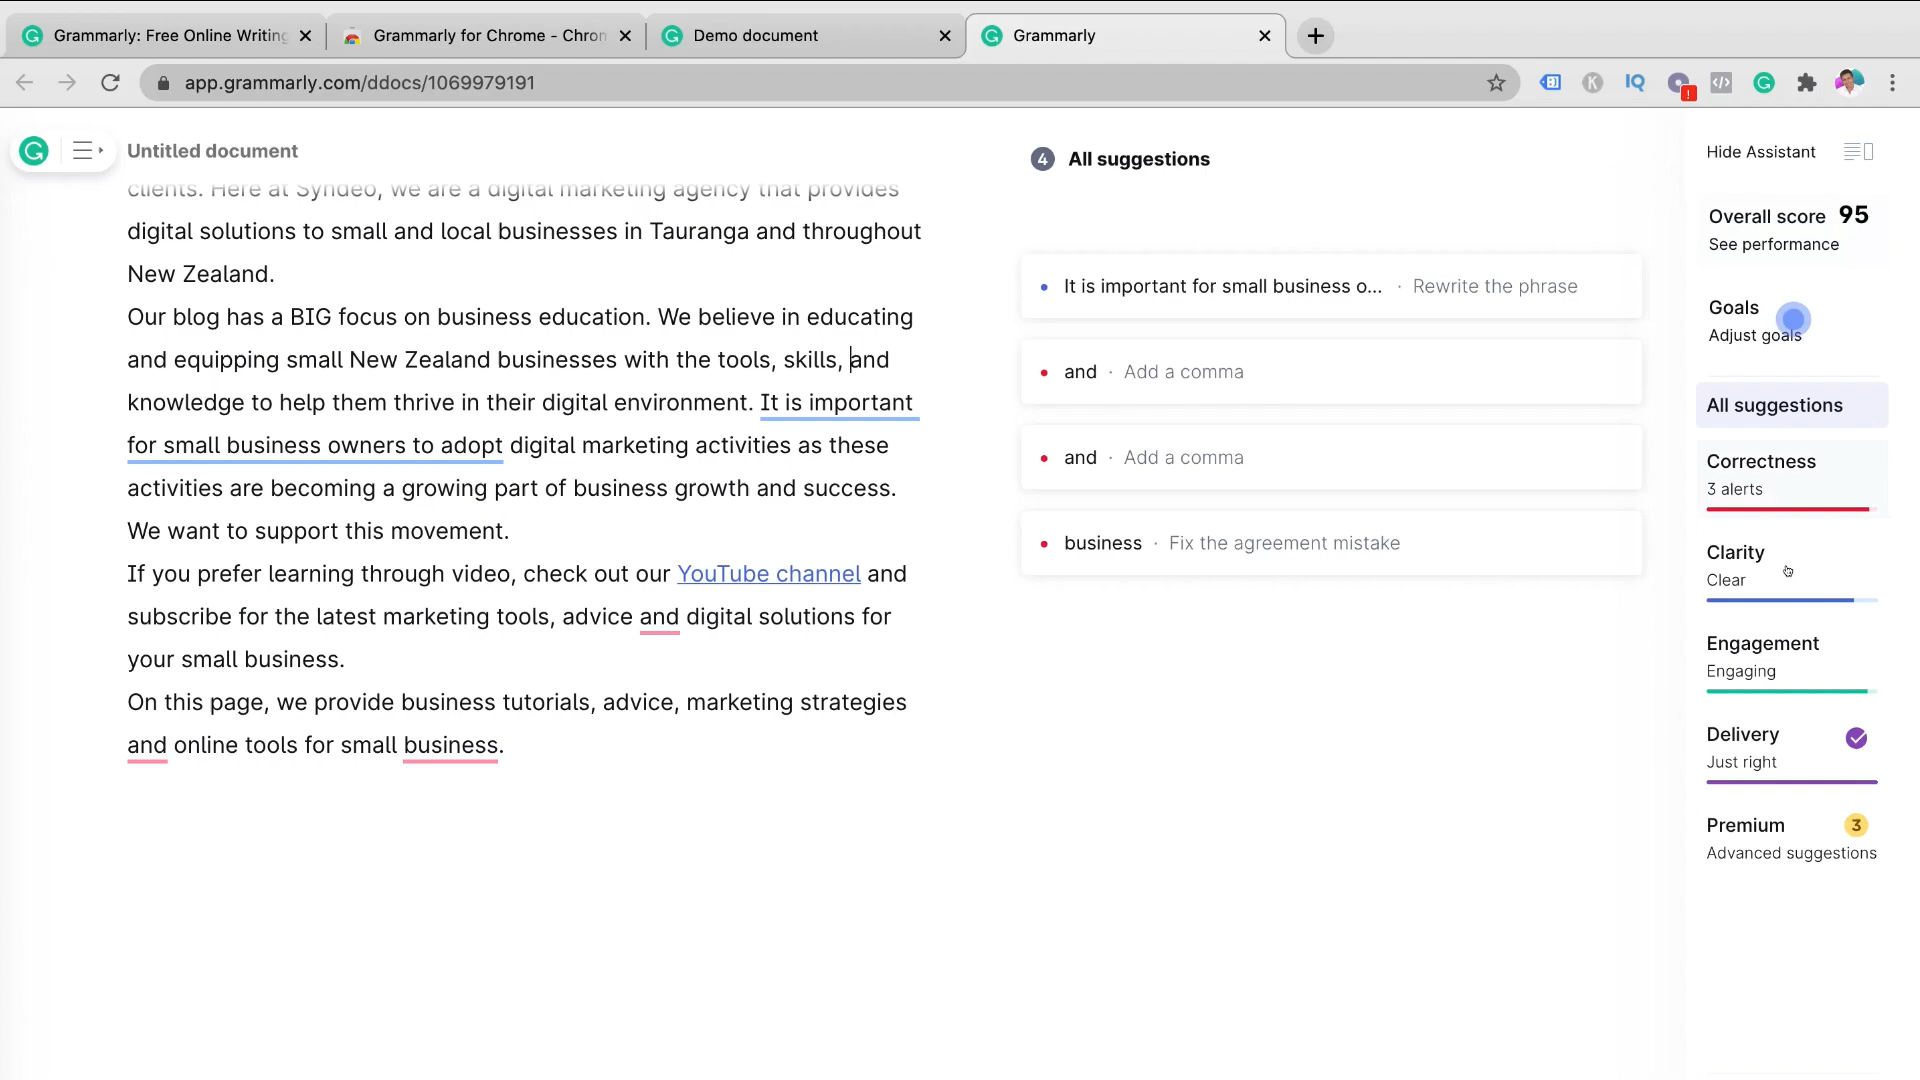 Grammarly: Free Online Writing
Grammarly for Chrome - Chron
Demo document
Grammarly
app.grammarly.com/ddocs/1069979191
Untitled document
clients. Here at Syndeo, we are a digital marketing agency that provides
digital solutions to small and local businesses in Tauranga and throughout
New Zealand.
Our blog has a BIG focus on business education. We believe in educating
and equipping small New Zealand businesses with the tools, skills, and
knowledge to help them thrive in their digital environment. It is important
for small business owners to adopt digital marketing activities as these
activities are becoming a growing part of business growth and success.
We want to support this movement.
If you prefer learning through video, check out our YouTube channel and
subscribe for the latest marketing tools, advice and digital solutions for
your small business.
On this page, we provide business tutorials, advice, marketing strategies
and online tools for small business.
4 All suggestions
It is important for small business o... · Rewrite the phrase
and · Add a comma
and · Add a comma
business · Fix the agreement mistake
Hide Assistant
Overall score 95
See performance
Goals
Adjust goals
All suggestions
Correctness
3 alerts
Clarity
Clear
Engagement
Engaging
Delivery
Just right
Premium 3
Advanced suggestions